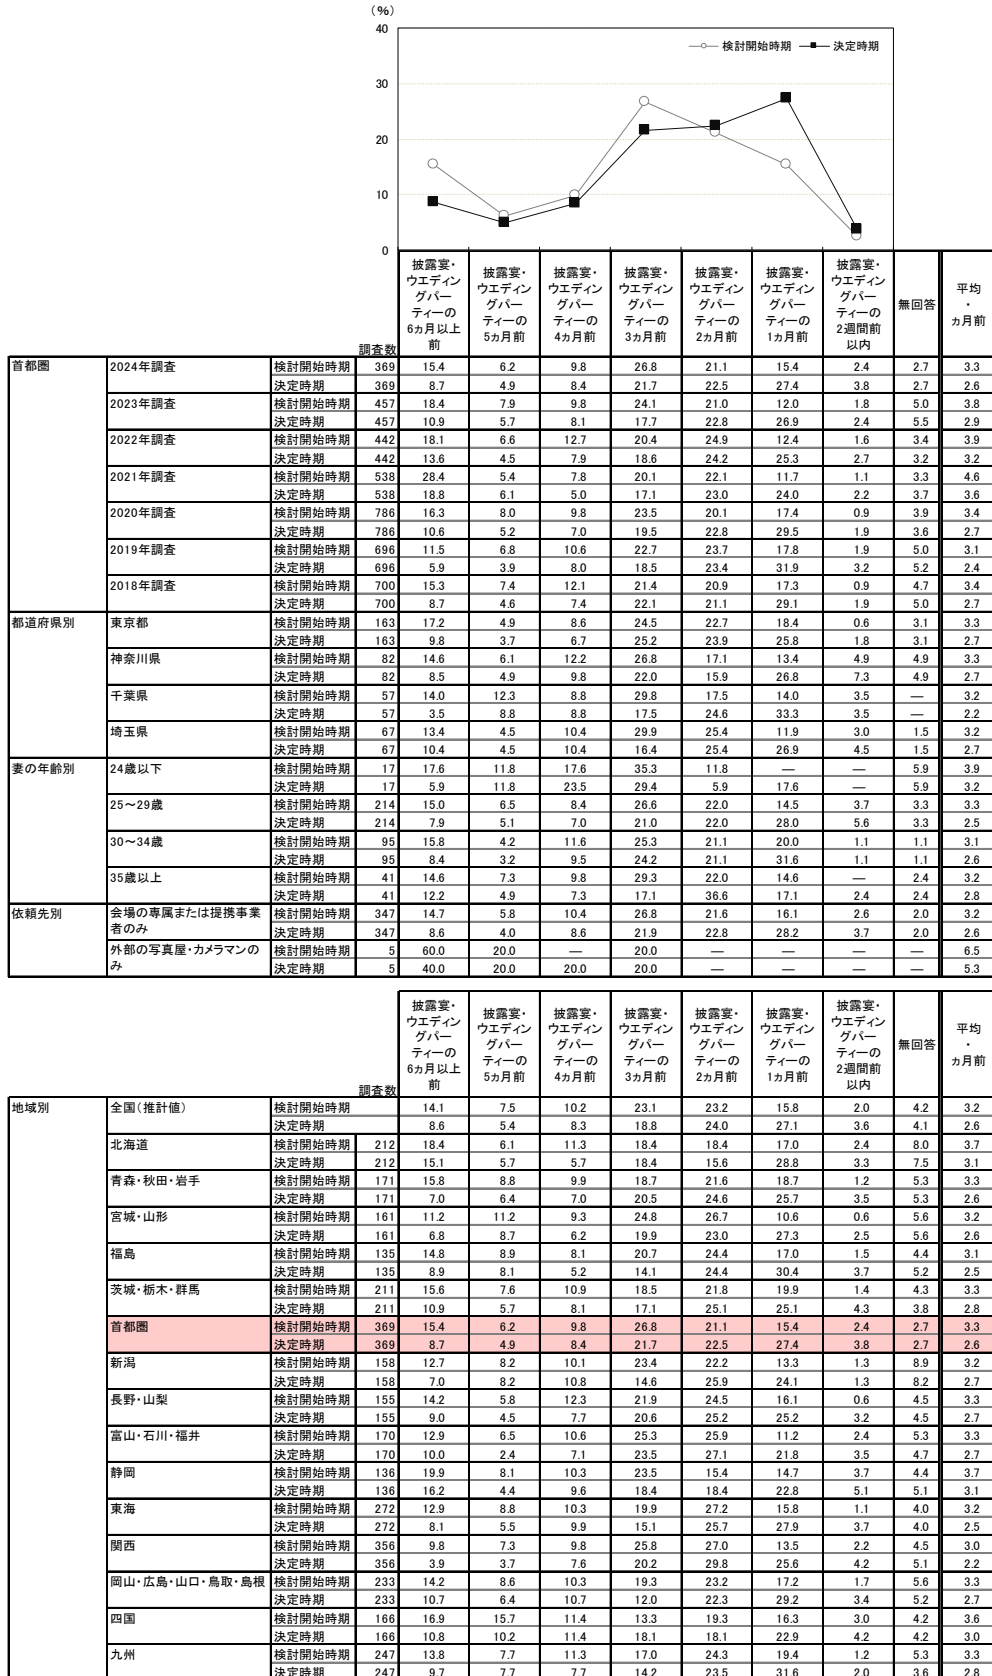 （％）
40
30
20
10
0
検討開始時期 決定時期
調査数
披露宴・
ウエディン
グパー
ティーの
6ヵ月以上
前
披露宴・
ウエディン
グパー
ティーの
5ヵ月前
披露宴・
ウエディン
グパー
ティーの
4ヵ月前
披露宴・
ウエディン
グパー
ティーの
3ヵ月前
披露宴・
ウエディン
グパー
ティーの
2ヵ月前
披露宴・
ウエディン
グパー
ティーの
1ヵ月前
披露宴・
ウエディン
グパー
ティーの
2週間前
以内
無回答
平均
・
ヵ月前
首都圏 2024年調査 検討開始時期 369 15.4 6.2 9.8 26.8 21.1 15.4 2.4 2.7 3.3
決定時期 369 8.7 4.9 8.4 21.7 22.5 27.4 3.8 2.7 2.6
2023年調査 検討開始時期 457 18.4 7.9 9.8 24.1 21.0 12.0 1.8 5.0 3.8
決定時期 457 10.9 5.7 8.1 17.7 22.8 26.9 2.4 5.5 2.9
2022年調査 検討開始時期 442 18.1 6.6 12.7 20.4 24.9 12.4 1.6 3.4 3.9
決定時期 442 13.6 4.5 7.9 18.6 24.2 25.3 2.7 3.2 3.2
2021年調査 検討開始時期 538 28.4 5.4 7.8 20.1 22.1 11.7 1.1 3.3 4.6
決定時期 538 18.8 6.1 5.0 17.1 23.0 24.0 2.2 3.7 3.6
2020年調査 検討開始時期 786 16.3 8.0 9.8 23.5 20.1 17.4 0.9 3.9 3.4
決定時期 786 10.6 5.2 7.0 19.5 22.8 29.5 1.9 3.6 2.7
2019年調査 検討開始時期 696 11.5 6.8 10.6 22.7 23.7 17.8 1.9 5.0 3.1
決定時期 696 5.9 3.9 8.0 18.5 23.4 31.9 3.2 5.2 2.4
2018年調査 検討開始時期 700 15.3 7.4 12.1 21.4 20.9 17.3 0.9 4.7 3.4
決定時期 700 8.7 4.6 7.4 22.1 21.1 29.1 1.9 5.0 2.7
都道府県別 東京都 検討開始時期 163 17.2 4.9 8.6 24.5 22.7 18.4 0.6 3.1 3.3
決定時期 163 9.8 3.7 6.7 25.2 23.9 25.8 1.8 3.1 2.7
神奈川県 検討開始時期 82 14.6 6.1 12.2 26.8 17.1 13.4 4.9 4.9 3.3
決定時期 82 8.5 4.9 9.8 22.0 15.9 26.8 7.3 4.9 2.7
千葉県 検討開始時期 57 14.0 12.3 8.8 29.8 17.5 14.0 3.5 ― 3.2
決定時期 57 3.5 8.8 8.8 17.5 24.6 33.3 3.5 ― 2.2
埼玉県 検討開始時期 67 13.4 4.5 10.4 29.9 25.4 11.9 3.0 1.5 3.2
決定時期 67 10.4 4.5 10.4 16.4 25.4 26.9 4.5 1.5 2.7
妻の年齢別 24歳以下 検討開始時期 17 17.6 11.8 17.6 35.3 11.8 ― ― 5.9 3.9
決定時期 17 5.9 11.8 23.5 29.4 5.9 17.6 ― 5.9 3.2
25～29歳 検討開始時期 214 15.0 6.5 8.4 26.6 22.0 14.5 3.7 3.3 3.3
決定時期 214 7.9 5.1 7.0 21.0 22.0 28.0 5.6 3.3 2.5
30～34歳 検討開始時期 95 15.8 4.2 11.6 25.3 21.1 20.0 1.1 1.1 3.1
決定時期 95 8.4 3.2 9.5 24.2 21.1 31.6 1.1 1.1 2.6
35歳以上 検討開始時期 41 14.6 7.3 9.8 29.3 22.0 14.6 ― 2.4 3.2
決定時期 41 12.2 4.9 7.3 17.1 36.6 17.1 2.4 2.4 2.8
依頼先別 会場の専属または提携事業者のみ 検討開始時期 347 14.7 5.8 10.4 26.8 21.6 16.1 2.6 2.0 3.2
決定時期 347 8.6 4.0 8.6 21.9 22.8 28.2 3.7 2.0 2.6
外部の写真屋・カメラマンのみ 検討開始時期 5 60.0 20.0 ― 20.0 ― ― ― ― 6.5
決定時期 5 40.0 20.0 20.0 20.0 ― ― ― ― 5.3
調査数
披露宴・
ウエディン
グパー
ティーの
6ヵ月以上
前
披露宴・
ウエディン
グパー
ティーの
5ヵ月前
披露宴・
ウエディン
グパー
ティーの
4ヵ月前
披露宴・
ウエディン
グパー
ティーの
3ヵ月前
披露宴・
ウエディン
グパー
ティーの
2ヵ月前
披露宴・
ウエディン
グパー
ティーの
1ヵ月前
披露宴・
ウエディン
グパー
ティーの
2週間前
以内
無回答
平均
・
ヵ月前
地域別 全国（推計値） 検討開始時期 14.1 7.5 10.2 23.1 23.2 15.8 2.0 4.2 3.2
決定時期 8.6 5.4 8.3 18.8 24.0 27.1 3.6 4.1 2.6
北海道 検討開始時期 212 18.4 6.1 11.3 18.4 18.4 17.0 2.4 8.0 3.7
決定時期 212 15.1 5.7 5.7 18.4 15.6 28.8 3.3 7.5 3.1
青森・秋田・岩手 検討開始時期 171 15.8 8.8 9.9 18.7 21.6 18.7 1.2 5.3 3.3
決定時期 171 7.0 6.4 7.0 20.5 24.6 25.7 3.5 5.3 2.6
宮城・山形 検討開始時期 161 11.2 11.2 9.3 24.8 26.7 10.6 0.6 5.6 3.2
決定時期 161 6.8 8.7 6.2 19.9 23.0 27.3 2.5 5.6 2.6
福島 検討開始時期 135 14.8 8.9 8.1 20.7 24.4 17.0 1.5 4.4 3.1
決定時期 135 8.9 8.1 5.2 14.1 24.4 30.4 3.7 5.2 2.5
茨城・栃木・群馬 検討開始時期 211 15.6 7.6 10.9 18.5 21.8 19.9 1.4 4.3 3.3
決定時期 211 10.9 5.7 8.1 17.1 25.1 25.1 4.3 3.8 2.8
首都圏 検討開始時期 369 15.4 6.2 9.8 26.8 21.1 15.4 2.4 2.7 3.3
決定時期 369 8.7 4.9 8.4 21.7 22.5 27.4 3.8 2.7 2.6
新潟 検討開始時期 158 12.7 8.2 10.1 23.4 22.2 13.3 1.3 8.9 3.2
決定時期 158 7.0 8.2 10.8 14.6 25.9 24.1 1.3 8.2 2.7
長野・山梨 検討開始時期 155 14.2 5.8 12.3 21.9 24.5 16.1 0.6 4.5 3.3
決定時期 155 9.0 4.5 7.7 20.6 25.2 25.2 3.2 4.5 2.7
富山・石川・福井 検討開始時期 170 12.9 6.5 10.6 25.3 25.9 11.2 2.4 5.3 3.3
決定時期 170 10.0 2.4 7.1 23.5 27.1 21.8 3.5 4.7 2.7
静岡 検討開始時期 136 19.9 8.1 10.3 23.5 15.4 14.7 3.7 4.4 3.7
決定時期 136 16.2 4.4 9.6 18.4 18.4 22.8 5.1 5.1 3.1
東海 検討開始時期 272 12.9 8.8 10.3 19.9 27.2 15.8 1.1 4.0 3.2
決定時期 272 8.1 5.5 9.9 15.1 25.7 27.9 3.7 4.0 2.5
関西 検討開始時期 356 9.8 7.3 9.8 25.8 27.0 13.5 2.2 4.5 3.0
決定時期 356 3.9 3.7 7.6 20.2 29.8 25.6 4.2 5.1 2.2
岡山・広島・山口・鳥取・島根 検討開始時期 233 14.2 8.6 10.3 19.3 23.2 17.2 1.7 5.6 3.3
決定時期 233 10.7 6.4 10.7 12.0 22.3 29.2 3.4 5.2 2.7
四国 検討開始時期 166 16.9 15.7 11.4 13.3 19.3 16.3 3.0 4.2 3.6
決定時期 166 10.8 10.2 11.4 18.1 18.1 22.9 4.2 4.2 3.0
九州 検討開始時期 247 13.8 7.7 11.3 17.0 24.3 19.4 1.2 5.3 3.3
決定時期 247 9.7 7.7 7.7 14.2 23.5 31.6 2.0 3.6 2.8